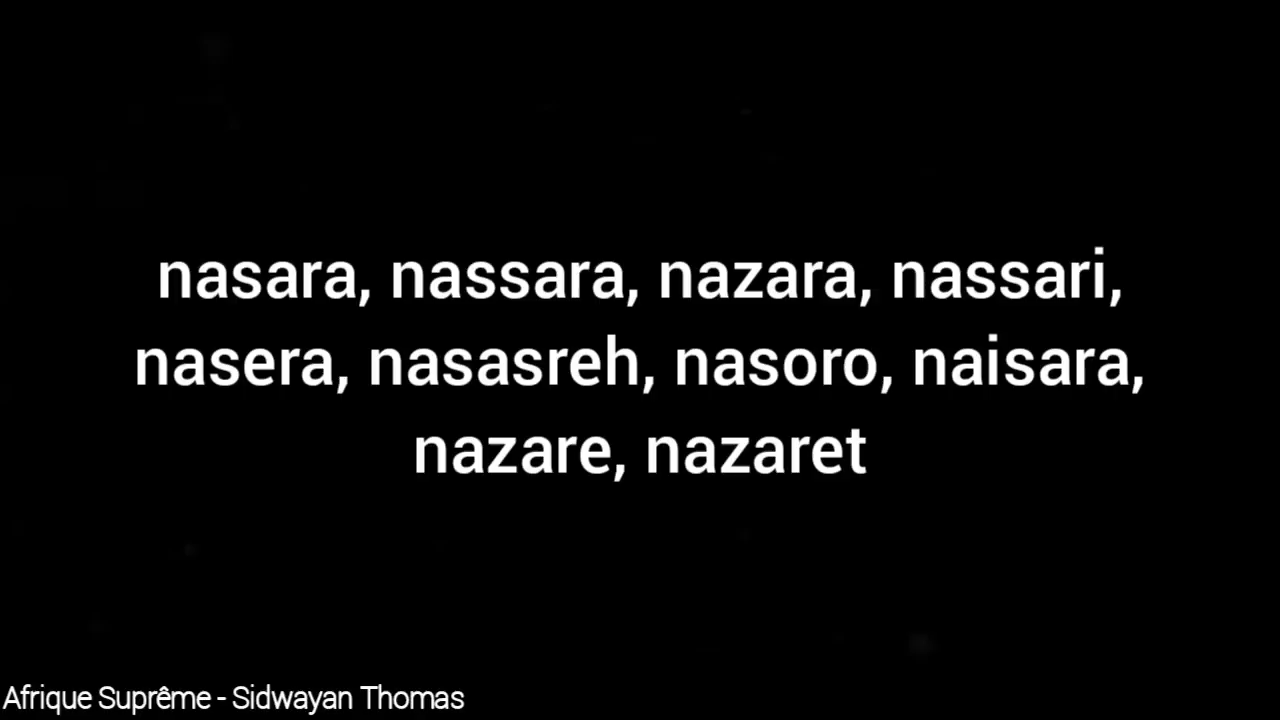 nasara, nassara, nazara, nassari,
nasera, nasasreh, nasoro, naisara,
nazare, nazaret
Afrique Suprême - Sidwayan Thomas